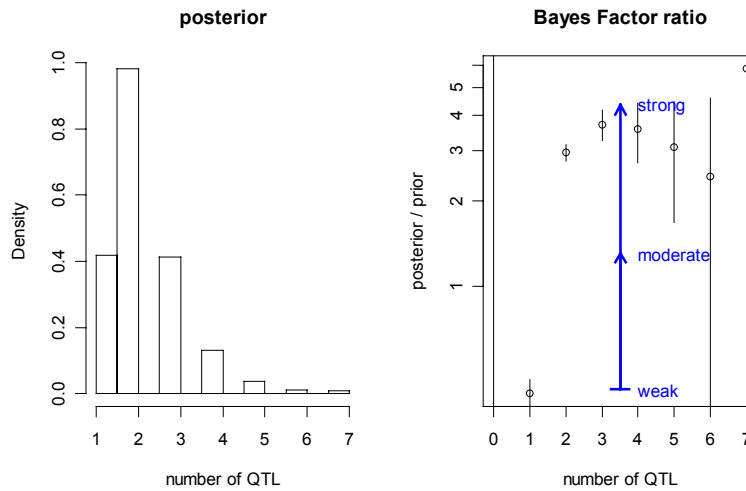 posterior
Density
0.0 0.2 0.4 0.6 0.8 1.0
1 2 3 4 5 6 7
number of QTL
Bayes Factor ratio
posterior / prior
1 2 3 4 5
strong
moderate
weak
0 1 2 3 4 5 6 7
number of QTL